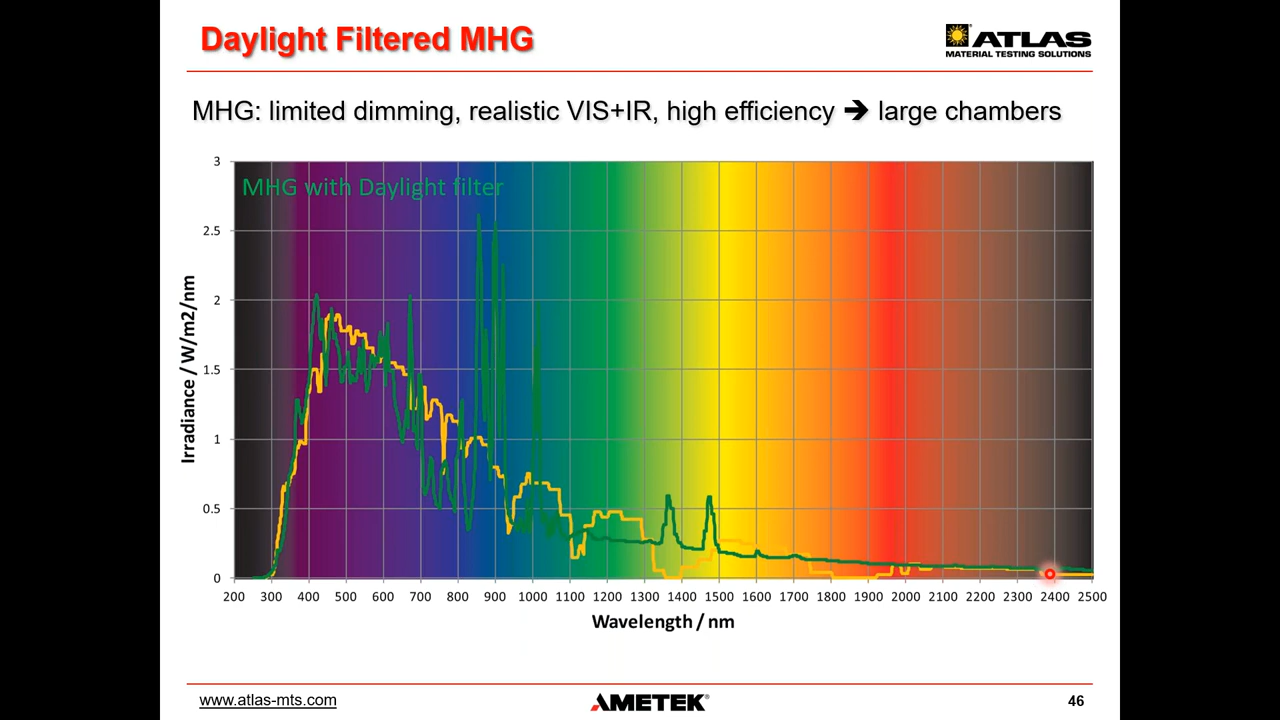 Daylight Filtered MHG
ATLAS
MATERIAL TESTING SOLUTIONS
MHG: limited dimming, realistic VIS+IR, high efficiency ➔ large chambers
MHG with Daylight filter
Irradiance / W/m2/nm
3
2.5
2
1.5
1
0.5
0
200 300 400 500 600 700 800 900 1000 1100 1200 1300 1400 1500 1600 1700 1800 1900 2000 2100 2200 2300 2400 2500
Wavelength / nm
www.atlas-mts.com
AMETEK®
46